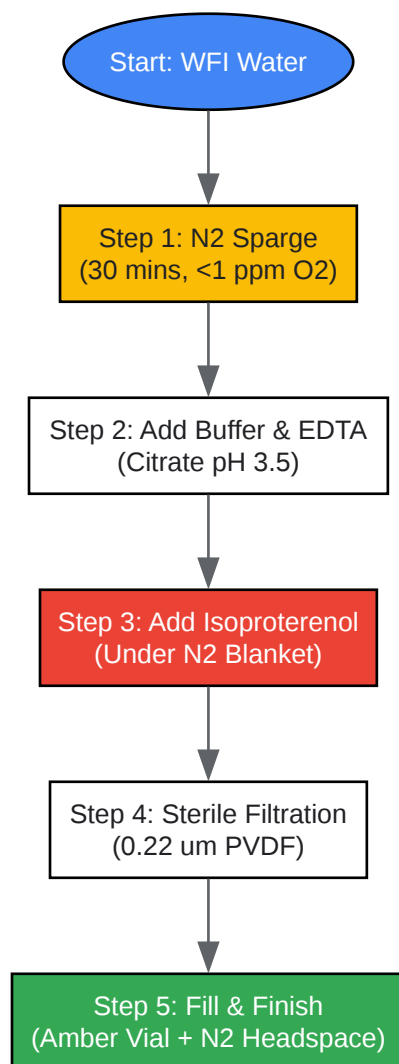 Start: WFI Water
Step 1: N2 Sparge
(30 mins, <1 ppm O2)
Step 2: Add Buffer & EDTA
(Citrate pH 3.5)
Step 3: Add Isoproterenol
(Under N2 Blanket)
Step 4: Sterile Filtration
(0.22 um PVDF)
Step 5: Fill & Finish
(Amber Vial + N2 Headspace)